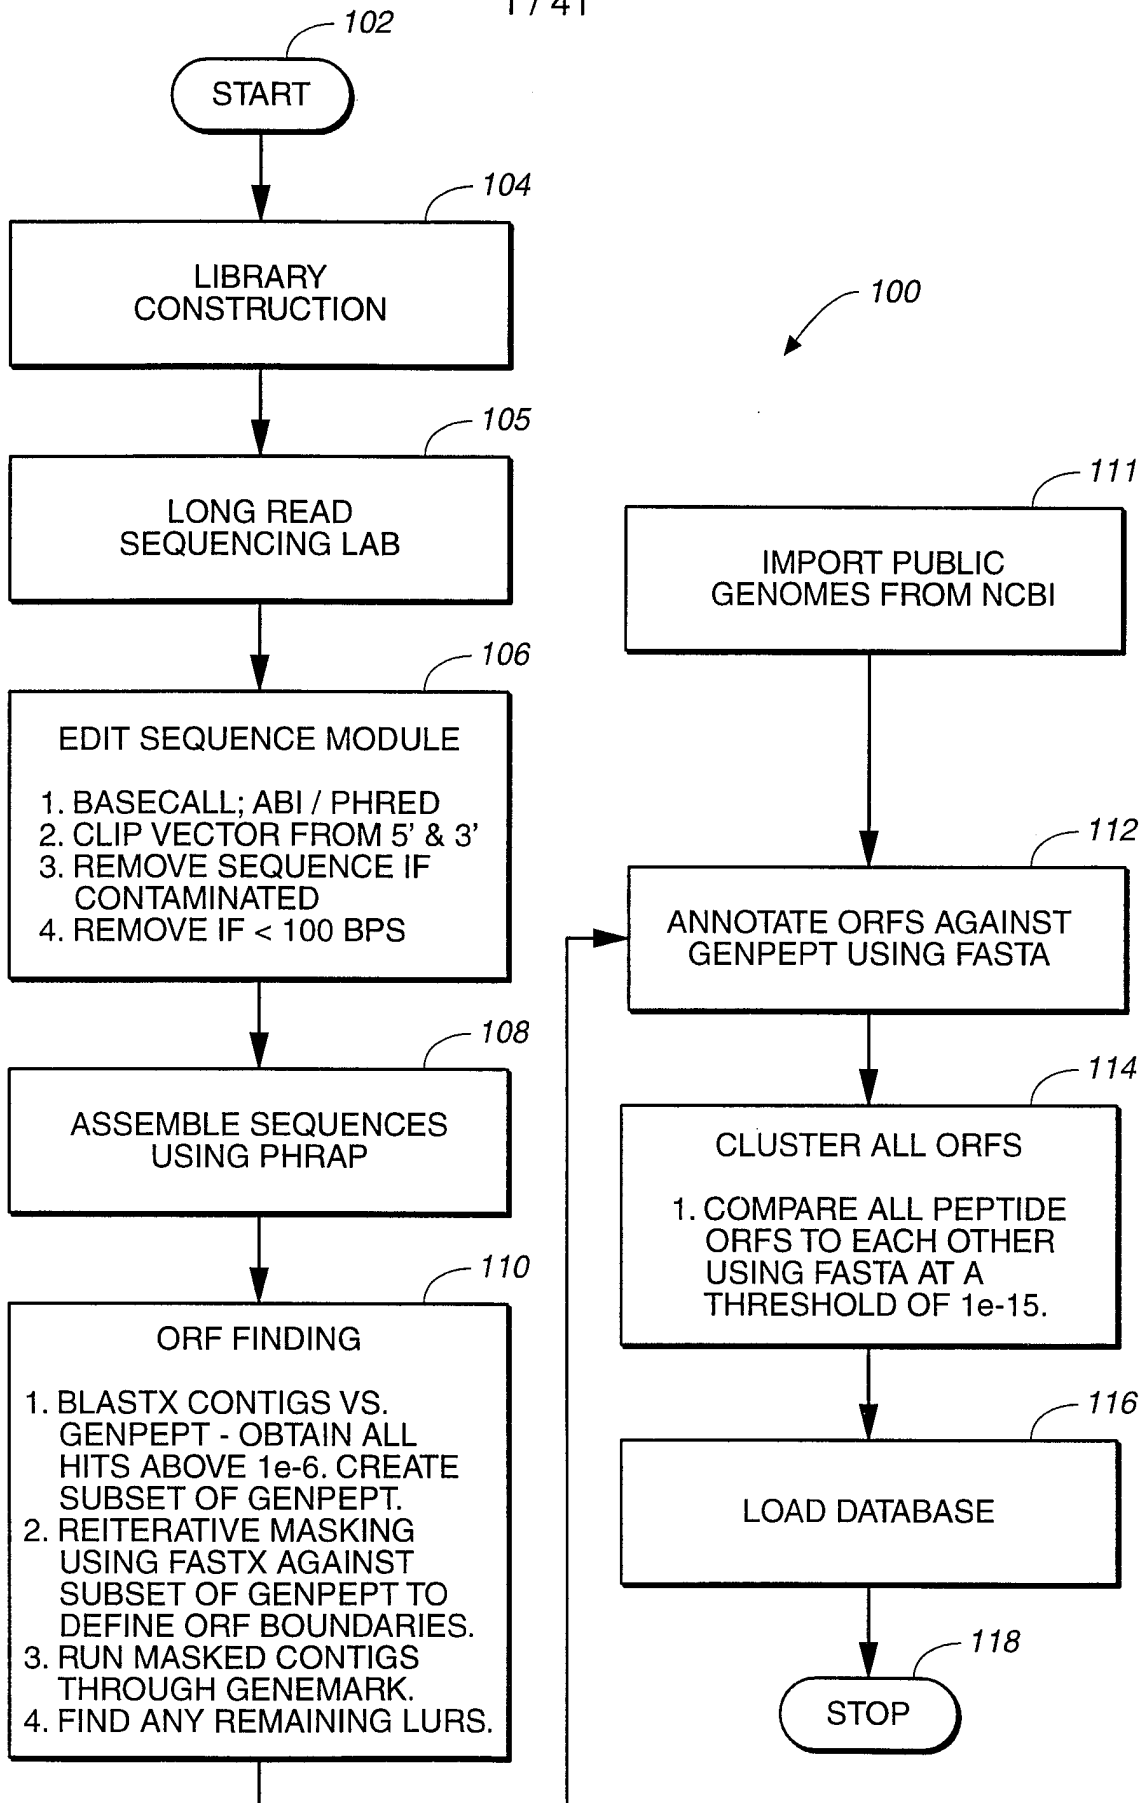 1 / 41
102
START
104
LIBRARY
CONSTRUCTION
100
105
LONG READ
SEQUENCING LAB
106
EDIT SEQUENCE MODULE
1. BASECALL; ABI / PHRED
2. CLIP VECTOR FROM 5' & 3'
3. REMOVE SEQUENCE IF
CONTAMINATED
4. REMOVE IF < 100 BPS
108
ASSEMBLE SEQUENCES
USING PHRAP
110
ORF FINDING
1. BLASTX CONTIGS VS.
GENPEPT - OBTAIN ALL
HITS ABOVE 1e-6. CREATE
SUBSET OF GENPEPT.
2. REITERATIVE MASKING
USING FASTX AGAINST
SUBSET OF GENPEPT TO
DEFINE ORF BOUNDARIES.
3. RUN MASKED CONTIGS
THROUGH GENEMARK.
4. FIND ANY REMAINING LURS.
111
IMPORT PUBLIC
GENOMES FROM NCBI
112
ANNOTATE ORFS AGAINST
GENPEPT USING FASTA
114
CLUSTER ALL ORFS
1. COMPARE ALL PEPTIDE
ORFS TO EACH OTHER
USING FASTA AT A
THRESHOLD OF 1e-15.
116
LOAD DATABASE
118
STOP